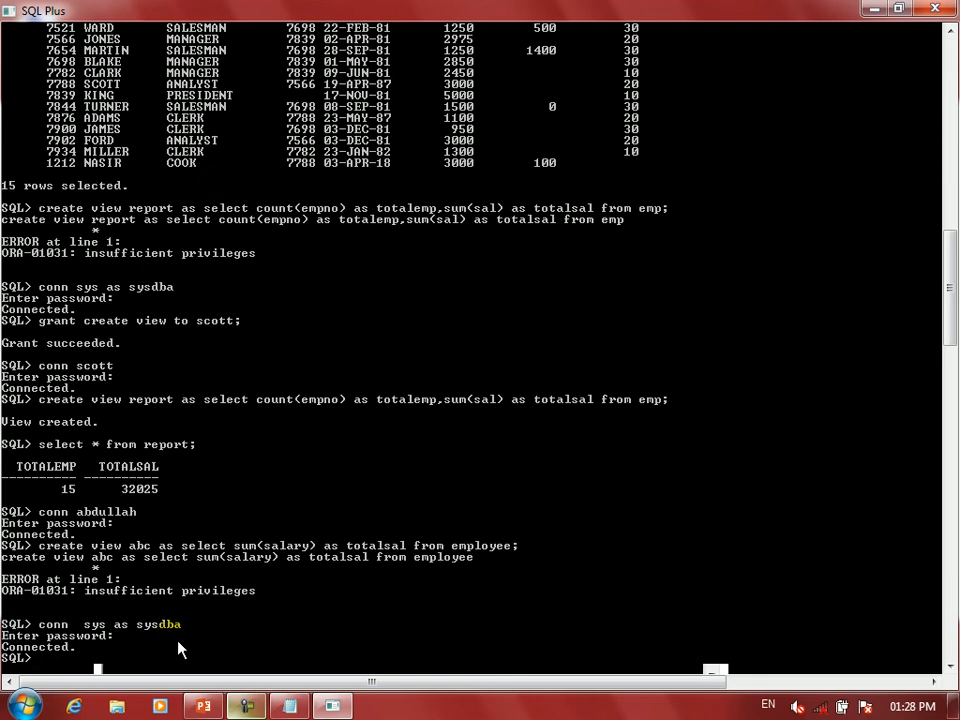 SQL Plus
7521 WARD SALESMAN 7698 22-FEB-81 1250 500 30
7566 JONES MANAGER 7839 02-APR-81 2975 20
7654 MARTIN SALESMAN 7698 28-SEP-81 1250 1400 30
7698 BLAKE MANAGER 7839 01-MAY-81 2850 30
7782 CLARK MANAGER 7839 09-JUN-81 2450 10
7788 SCOTT ANALYST 7566 19-APR-87 3000 20
7839 KING PRESIDENT 17-NOV-81 5000 10
7844 TURNER SALESMAN 7698 08-SEP-81 1500 0 30
7876 ADAMS CLERK 7788 23-MAY-87 1100 20
7900 JAMES CLERK 7698 03-DEC-81 950 30
7902 FORD ANALYST 7566 03-DEC-81 3000 20
7934 MILLER CLERK 7782 23-JAN-82 1300 10
1212 NASIR COOK 7788 03-APR-18 3000 100
15 rows selected.
SQL> create view report as select count(empno) as totalemp,sum(sal) as totalsal from emp;
create view report as select count(empno) as totalemp,sum(sal) as totalsal from emp
*
ERROR at line 1:
ORA-01031: insufficient privileges
SQL> conn sys as sysdba
Enter password:
Connected.
SQL> grant create view to scott;
Grant succeeded.
SQL> conn scott
Enter password:
Connected.
SQL> create view report as select count(empno) as totalemp,sum(sal) as totalsal from emp;
View created.
SQL> select * from report;
TOTALEMP TOTALSAL
---------- ----------
15 32025
SQL> conn abdullah
Enter password:
Connected.
SQL> create view abc as select sum(salary) as totalsal from employee;
create view abc as select sum(salary) as totalsal from employee
*
ERROR at line 1:
ORA-01031: insufficient privileges
SQL> conn  sys as sysdba
Enter password:
Connected.
SQL>
EN 01:28 PM